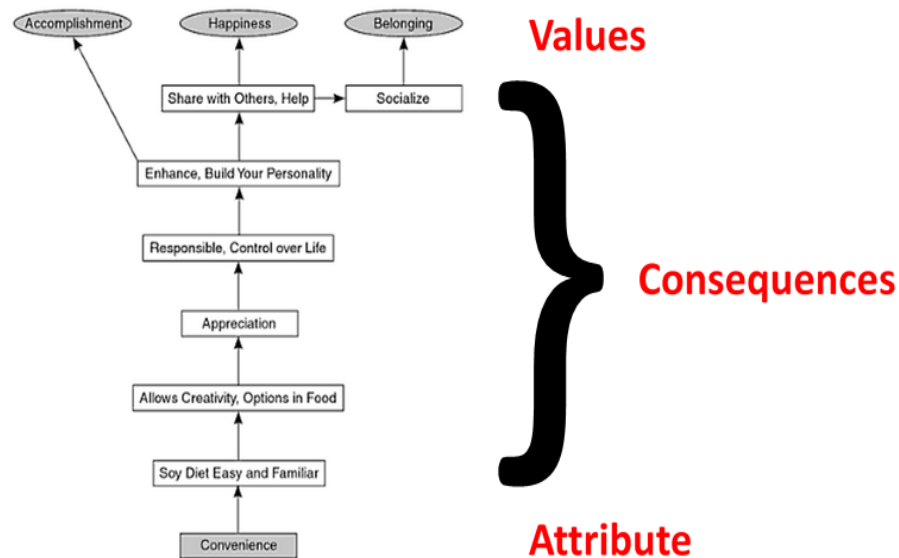 Accomplishment
Happiness
Belonging
Values
Share with Others, Help
Socialize
Enhance, Build Your Personality
Responsible, Control over Life
Consequences
Appreciation
Allows Creativity, Options in Food
Soy Diet Easy and Familiar
Convenience
Attribute